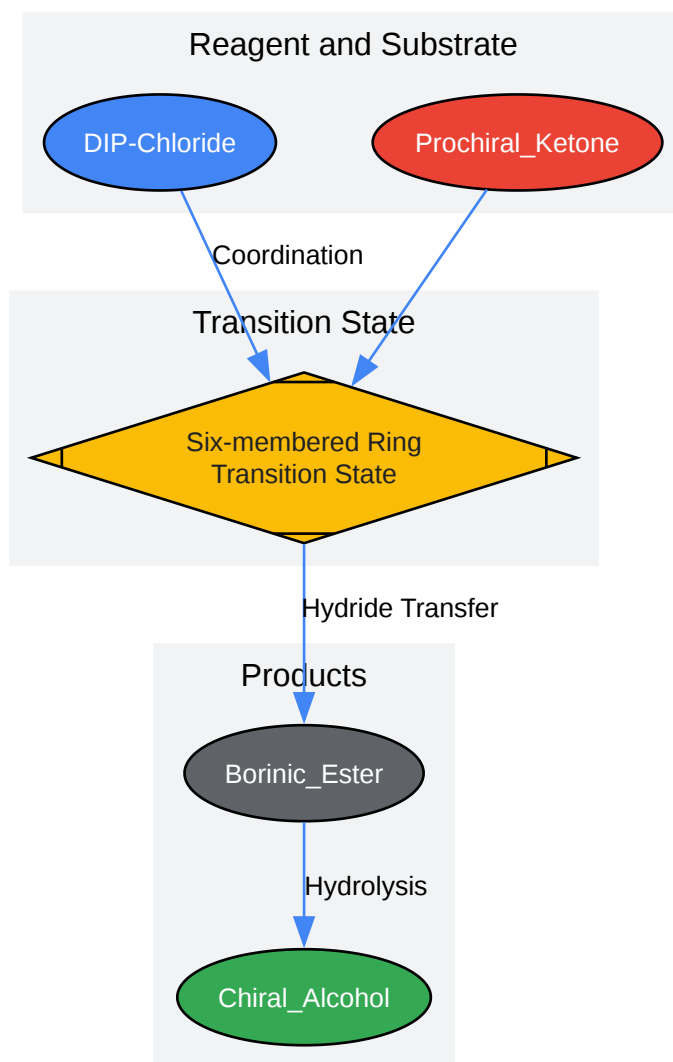 Reagent and Substrate
DIP-Chloride
Prochiral_Ketone
Coordination
Transition State
Six-membered Ring
Transition State
Hydride Transfer
Products
Borinic_Ester
Hydrolysis
Chiral_Alcohol